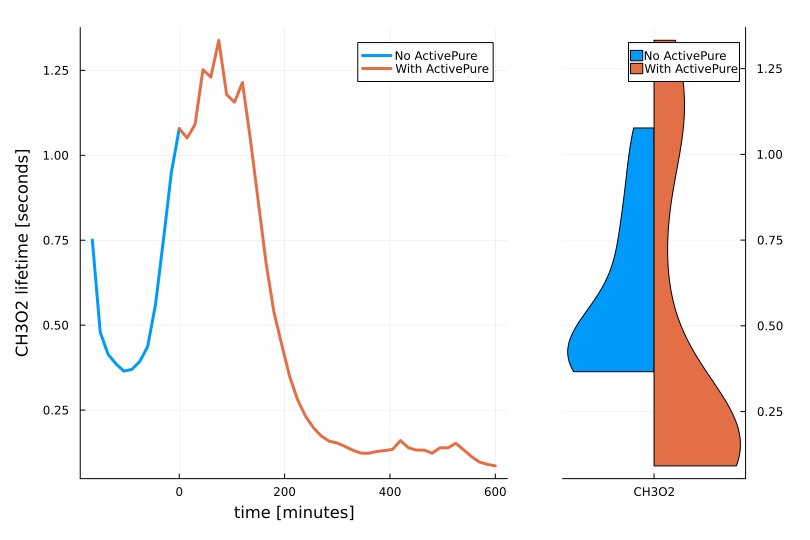 CH3O2 lifetime [seconds]
1.25
1.00
0.75
0.50
0.25
0
200
400
600
time [minutes]
No ActivePure
With ActivePure
No ActivePure
With ActivePure
1.25
1.00
0.75
0.50
0.25
CH3O2